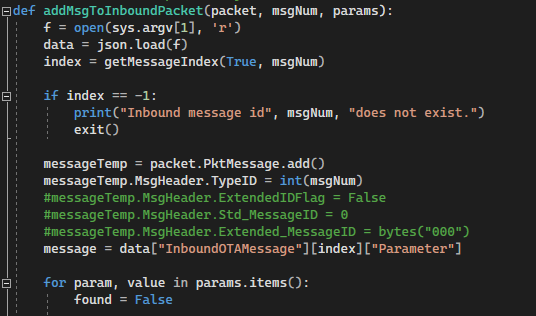 def addMsgToInboundPacket(packet, msgNum, params):
    f = open(sys.argv[1], 'r')
    data = json.load(f)
    index = getMessageIndex(True, msgNum)

    if index == -1:
        print("Inbound message id", msgNum, "does not exist.")
        exit()

    messageTemp = packet.PktMessage.add()
    messageTemp.MsgHeader.TypeID = int(msgNum)
    #messageTemp.MsgHeader.ExtendedIDFlag = False
    #messageTemp.MsgHeader.Std_MessageID = 0
    #messageTemp.MsgHeader.Extended_MessageID = bytes("000")
    message = data["InboundOTAMessage"][index]["Parameter"]

    for param, value in params.items():
        found = False